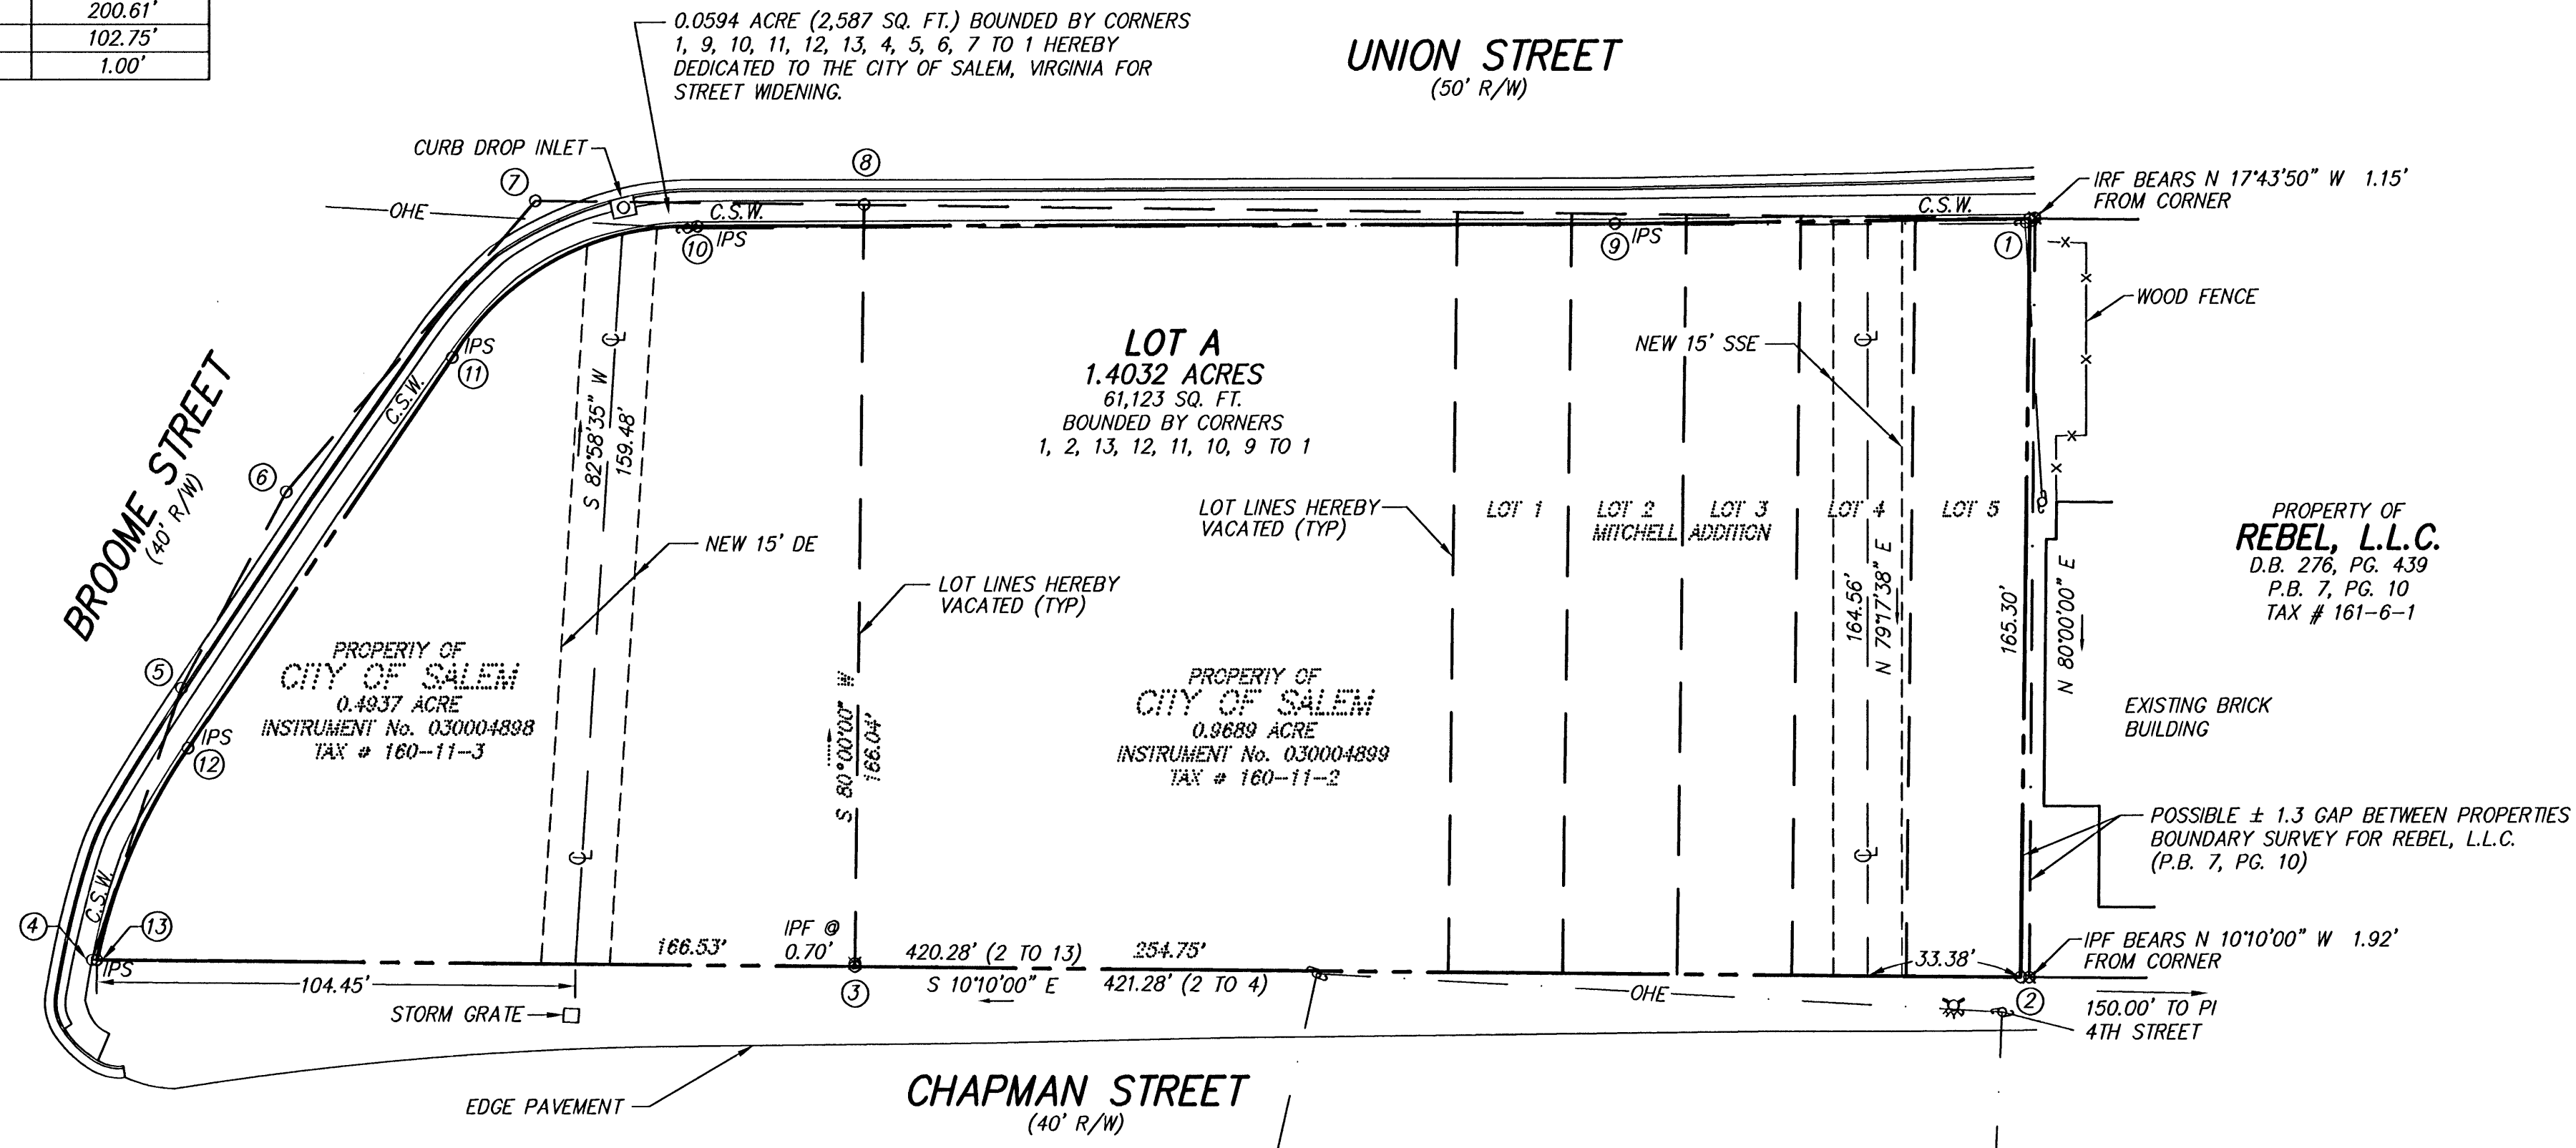 200.61'
102.75'
1.00'
0.0594 ACRE (2,587 SQ. FT.) BOUNDED BY CORNERS
1, 9, 10, 11, 12, 13, 4, 5, 6, 7 TO 1 HEREBY
DEDICATED TO THE CITY OF SALEM, VIRGINIA FOR
STREET WIDENING.
UNION STREET
(50' R/W)
CURB DROP INLET
8
7
OHE
C.S.W.
10
IPS
9
IPS
C.S.W.
1
IRF BEARS N 17°43'50" W 1.15'
FROM CORNER
WOOD FENCE
IPS
11
C.S.W.
BROOME STREET
(40' R/W)
6
5
IPS
12
C.S.W.
4
13
IPS
S 82°58'35" W
159.48'
NEW 15' DE
LOT A
1.4032 ACRES
61,123 SQ. FT.
BOUNDED BY CORNERS
1, 2, 13, 12, 11, 10, 9 TO 1
NEW 15' SSE
LOT LINES HEREBY
VACATED (TYP)
LOT 1
LOT 2
LOT 3
LOT 4
LOT 5
MITCHELL ADDITION
LOT LINES HEREBY
VACATED (TYP)
PROPERTY OF
CITY OF SALEM
0.4937 ACRE
INSTRUMENT No. 030004898
TAX # 160-11-3
S 80°00'00" W
166.04'
PROPERTY OF
CITY OF SALEM
0.9689 ACRE
INSTRUMENT No. 030004899
TAX # 160-11-2
164.56'
N 79°17'38" E
165.30'
N 80°00'00" E
PROPERTY OF
REBEL, L.L.C.
D.B. 276, PG. 439
P.B. 7, PG. 10
TAX # 161-6-1
EXISTING BRICK
BUILDING
POSSIBLE ± 1.3 GAP BETWEEN PROPERTIES
BOUNDARY SURVEY FOR REBEL, L.L.C.
(P.B. 7, PG. 10)
IPF BEARS N 10°10'00" W 1.92'
FROM CORNER
166.53'
IPF @
0.70'
3
420.28' (2 TO 13)
254.75'
S 10°10'00" E
421.28' (2 TO 4)
33.38'
OHE
2
150.00' TO PI
4TH STREET
104.45'
STORM GRATE
EDGE PAVEMENT
CHAPMAN STREET
(40' R/W)